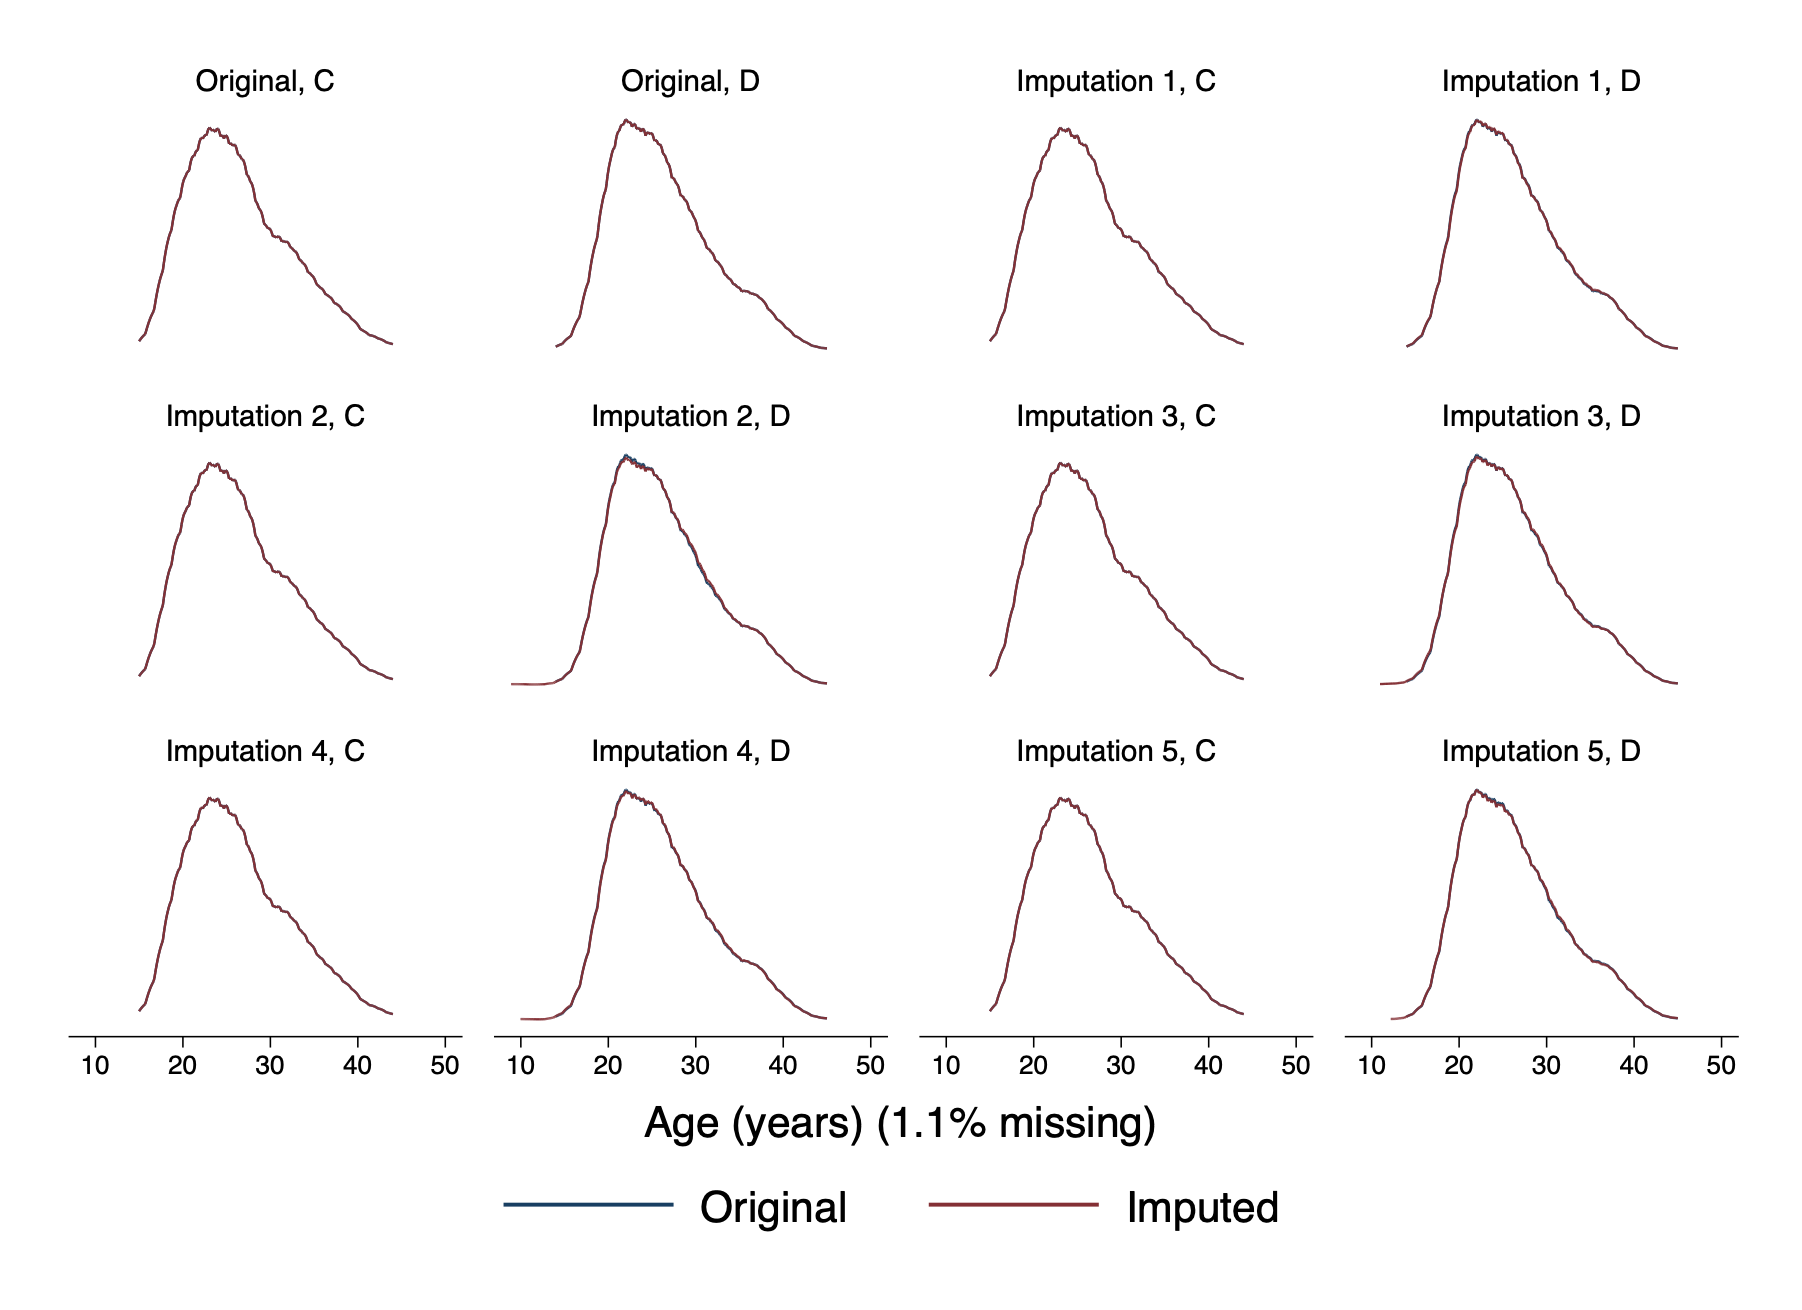 Original, C
Original, D
Imputation 1, C
Imputation 1, D
Imputation 2, C
Imputation 2, D
Imputation 3, C
Imputation 3, D
Imputation 4, C
Imputation 4, D
Imputation 5, C
Imputation 5, D
10 20 30 40 50
10 20 30 40 50
10 20 30 40 50
10 20 30 40 50
Age (years) (1.1% missing)
Original
Imputed